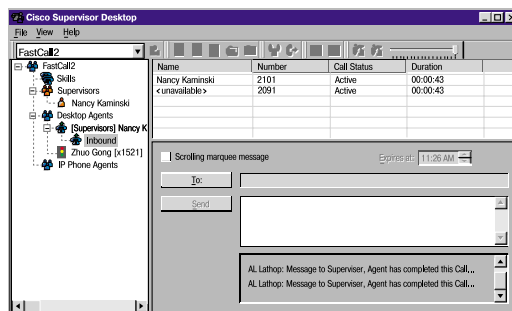 Cisco Supervisor Desktop
File View Help
FastCall2
FastCall2
Skills
Supervisors
Nancy Kaminski
Desktop Agents
[Supervisors] Nancy K
Inbound
Zhuo Gong [x1521]
IP Phone Agents
Name Number Call Status Duration
Nancy Kaminski 2101 Active 00:00:43
<unavailable> 2091 Active 00:00:43
Scrolling marquee message Expires at: 11:26 AM
To:
Send
AL Lathop: Message to Superviser, Agent has completed this Call,..
AL Lathop: Message to Superviser, Agent has completed this Call...